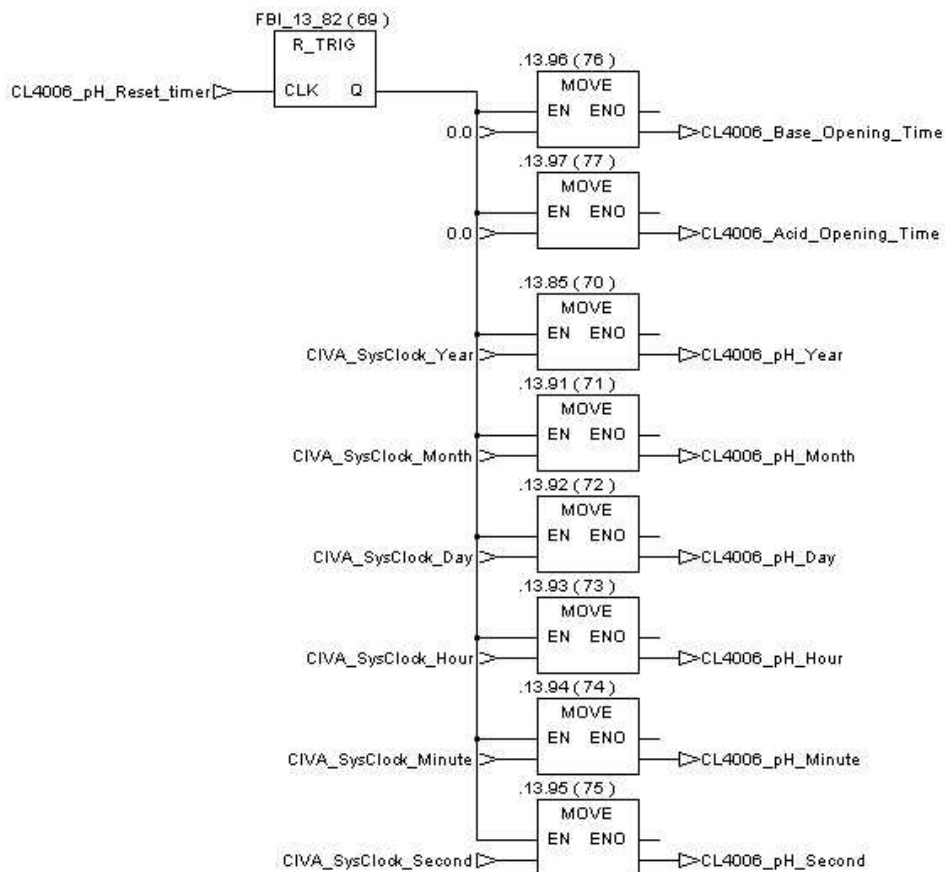 FBI_13_82 ( 69 )
R_TRIG
CL4006_pH_Reset_timer CLK Q
.13.96 ( 76 )
MOVE
EN ENO
0.0 CL4006_Base_Opening_Time
.13.97 ( 77 )
MOVE
EN ENO
0.0 CL4006_Acid_Opening_Time
.13.85 ( 70 )
MOVE
EN ENO
CIVA_SysClock_Year CL4006_pH_Year
.13.91 ( 71 )
MOVE
EN ENO
CIVA_SysClock_Month CL4006_pH_Month
.13.92 ( 72 )
MOVE
EN ENO
CIVA_SysClock_Day CL4006_pH_Day
.13.93 ( 73 )
MOVE
EN ENO
CIVA_SysClock_Hour CL4006_pH_Hour
.13.94 ( 74 )
MOVE
EN ENO
CIVA_SysClock_Minute CL4006_pH_Minute
.13.95 ( 75 )
MOVE
EN ENO
CIVA_SysClock_Second CL4006_pH_Second